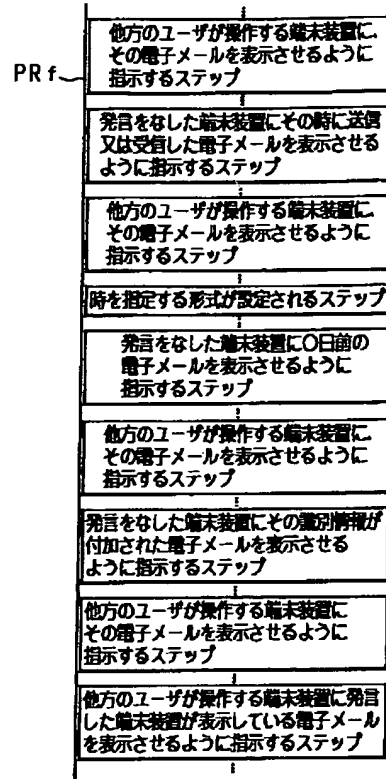 PRf
他方のユーザが操作する端末装置に、
その電子メールを表示させるように
指示するステップ
発言をなした端末装置にその時に送信
又は受信した電子メールを表示させる
ように指示するステップ
他方のユーザが操作する端末装置に、
その電子メールを表示させるように
指示するステップ
時を指定する形式が設定されるステップ
発言をなした端末装置に〇日前の
電子メールを表示させるように
指示するステップ
他方のユーザが操作する端末装置に、
その電子メールを表示させるように
指示するステップ
発言をなした端末装置にその識別情報が
付加された電子メールを表示させる
ように指示するステップ
他方のユーザが操作する端末装置に
その電子メールを表示させるように
指示するステップ
他方のユーザが操作する端末装置に発言
した端末装置が表示している電子メール
を表示させるように指示するステップ